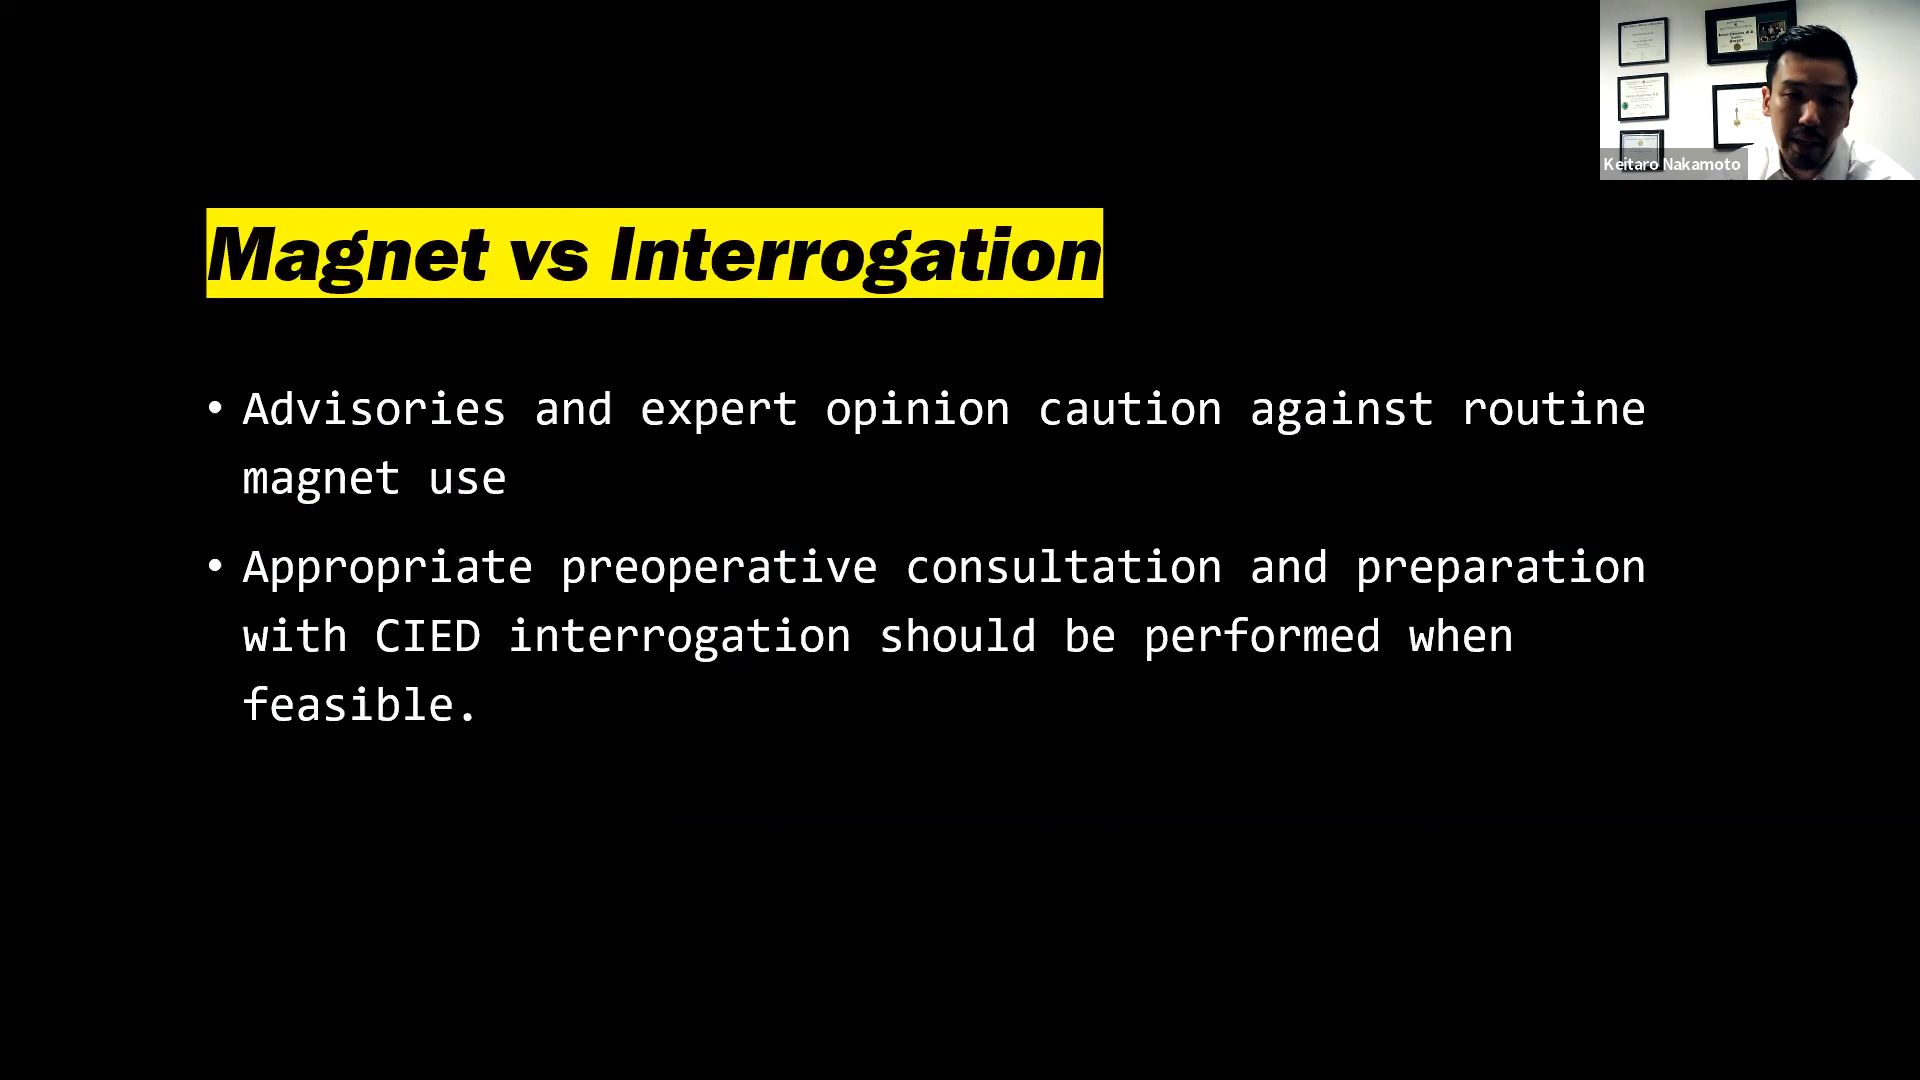 Keitaro Nakamoto
Magnet vs Interrogation
• Advisories and expert opinion caution against routine
magnet use
• Appropriate preoperative consultation and preparation
with CIED interrogation should be performed when
feasible.